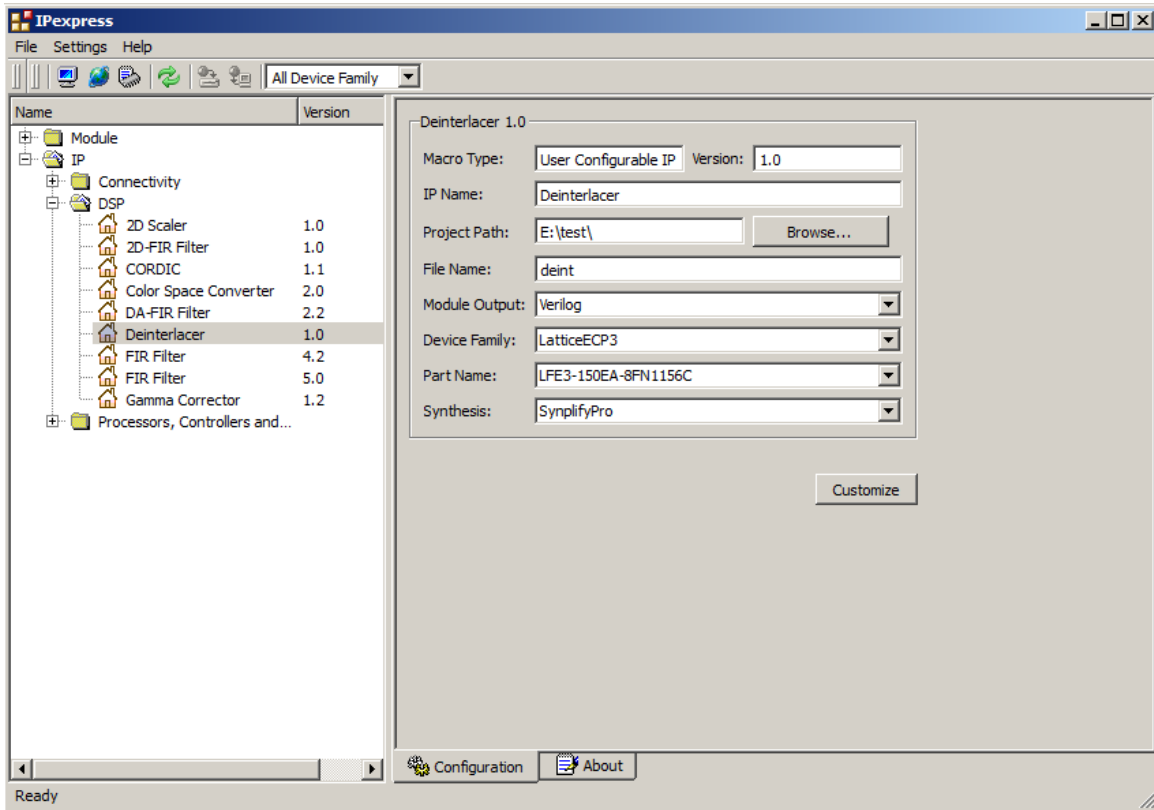 IPexpress
File Settings Help
All Device Family
Name Version
Module
IP
Connectivity
DSP
2D Scaler 1.0
2D-FIR Filter 1.0
CORDIC 1.1
Color Space Converter 2.0
DA-FIR Filter 2.2
Deinterlacer 1.0
FIR Filter 4.2
FIR Filter 5.0
Gamma Corrector 1.2
Processors, Controllers and...
Deinterlacer 1.0
Macro Type: User Configurable IP Version: 1.0
IP Name: Deinterlacer
Project Path: E:\test\ Browse...
File Name: deint
Module Output: Verilog
Device Family: LatticeECP3
Part Name: LFE3-150EA-8FN1156C
Synthesis: SynplifyPro
Customize
Configuration About
Ready